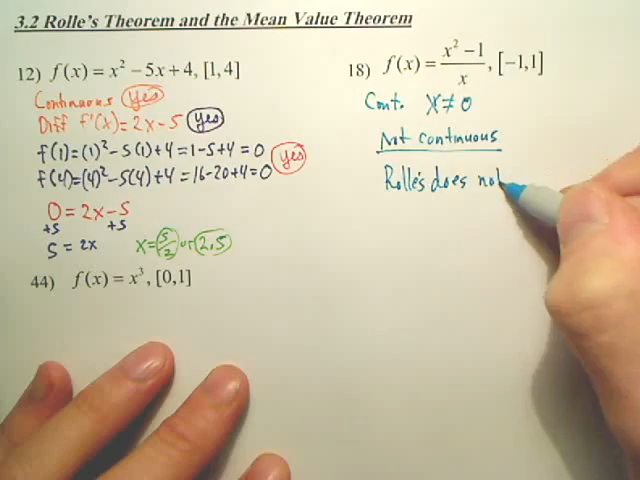 3.2 Rolle's Theorem and the Mean Value Theorem
12) f(x) = x² − 5x + 4, [1, 4]
Continuous yes
Diff f'(x) = 2x - 5 yes
f(1) = (1)² - 5(1) + 4 = 1 - 5 + 4 = 0
f(4) = (4)² - 5(4) + 4 = 16 - 20 + 4 = 0
yes
0 = 2x - 5
+5 +5
5 = 2x x = 5/2 or 2.5
44) f(x) = x³, [0,1]
18) f(x) = (x² − 1)/x, [−1,1]
Cont. x ≠ 0
Not continuous
Rolle's does not